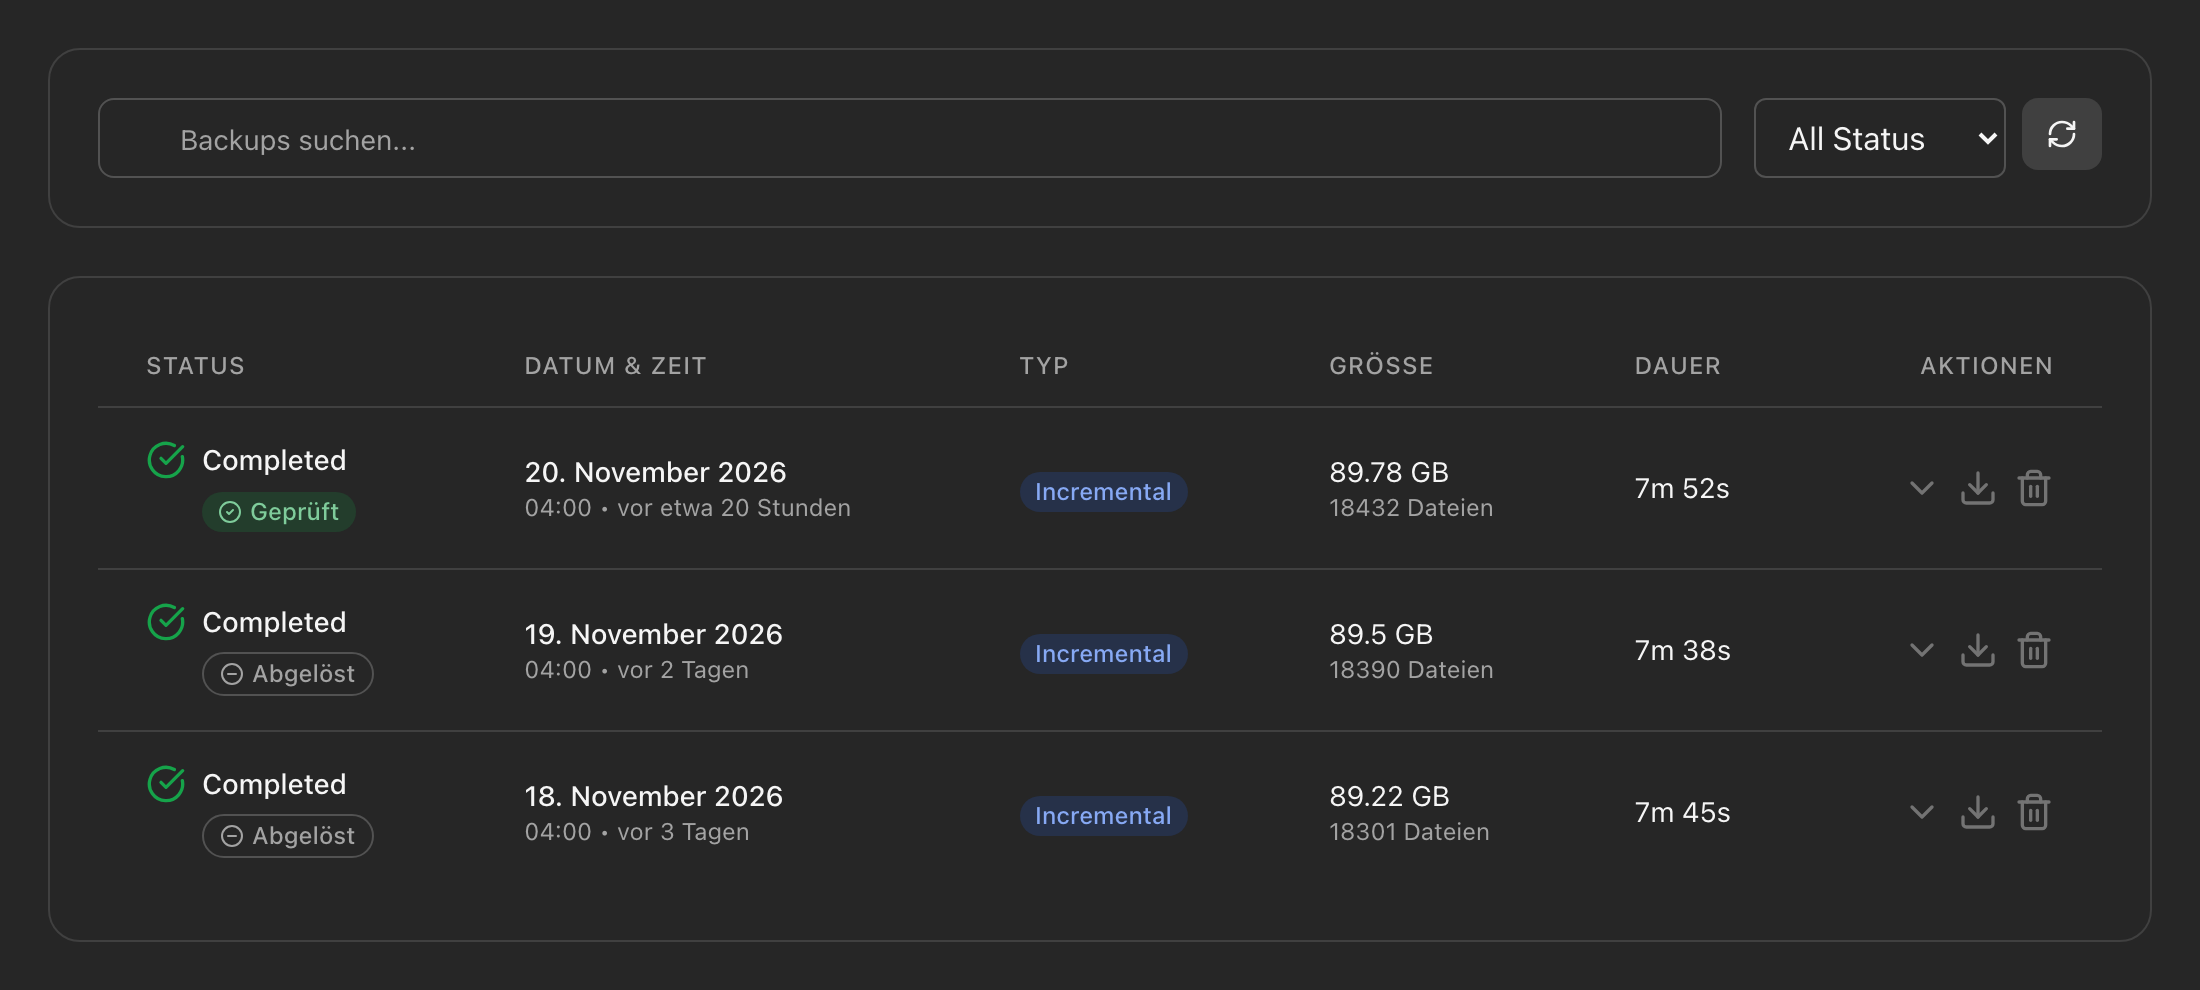 Backups suchen...
All Status
STATUS DATUM & ZEIT TYP GRÖSSE DAUER AKTIONEN
Completed
Geprüft
20. November 2026
04:00 • vor etwa 20 Stunden
Incremental
89.78 GB
18432 Dateien
7m 52s
Completed
Abgelöst
19. November 2026
04:00 • vor 2 Tagen
Incremental
89.5 GB
18390 Dateien
7m 38s
Completed
Abgelöst
18. November 2026
04:00 • vor 3 Tagen
Incremental
89.22 GB
18301 Dateien
7m 45s